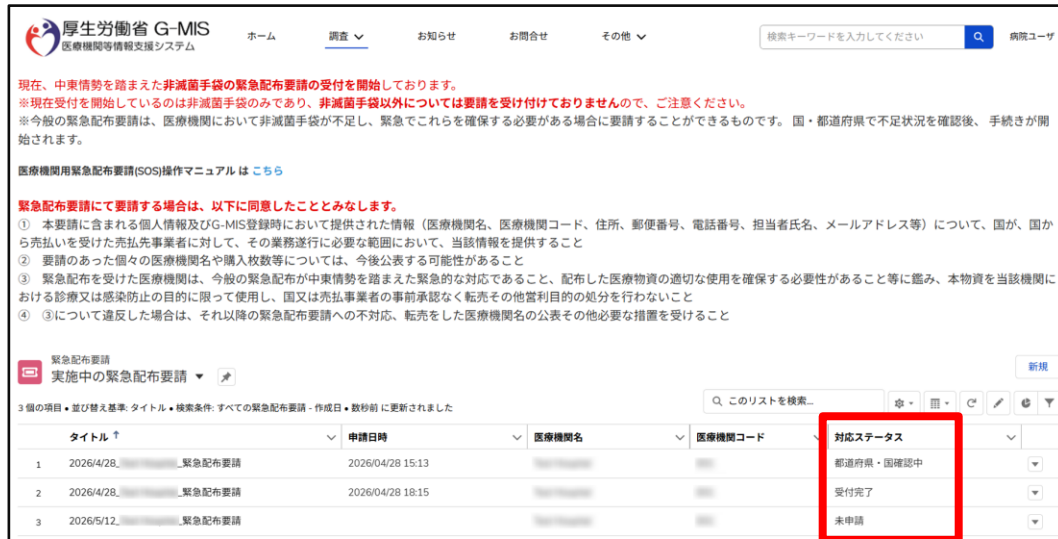 厚生労働省 G-MIS
医療機関等情報支援システム
ホーム
調査
お知らせ
お問合せ
その他
検索キーワードを入力してください
病院ユーザ
現在、中東情勢を踏まえた非滅菌手袋の緊急配布要請の受付を開始しております。
※現在受付を開始しているのは非滅菌手袋のみであり、非滅菌手袋以外については要請を受け付けておりませんので、ご注意ください。
※今般の緊急配布要請は、医療機関において非滅菌手袋が不足し、緊急でこれらを確保する必要がある場合に要請することができるものです。 国・都道府県で不足状況を確認後、 手続きが開
始されます。
医療機関用緊急配布要請(SOS)操作マニュアル は こちら
緊急配布要請にて要請する場合は、以下に同意したこととみなします。
① 本要請に含まれる個人情報及びG-MIS登録時において提供された情報（医療機関名、医療機関コード、住所、郵便番号、電話番号、担当者氏名、メールアドレス等）について、国が、国か
ら売払いを受けた売払先事業者に対して、その業務遂行に必要な範囲において、当該情報を提供すること
② 要請のあった個々の医療機関名や購入枚数等については、今後公表する可能性があること
③ 緊急配布を受けた医療機関は、今般の緊急配布が中東情勢を踏まえた緊急的な対応であること、配布した医療物資の適切な使用を確保する必要性があること等に鑑み、本物資を当該機関に
おける診療又は感染防止の目的に限って使用し、国又は売払事業者の事前承認なく転売その他営利目的の処分を行わないこと
④ ③について違反した場合は、それ以降の緊急配布要請への不対応、転売をした医療機関名の公表その他必要な措置を受けること
緊急配布要請
実施中の緊急配布要請
新規
3 個の項目 • 並び替え基準: タイトル • 検索条件: すべての緊急配布要請 - 作成日 • 数秒前 に更新されました
このリストを検索...
タイトル ↑ 申請日時 医療機関名 医療機関コード 対応ステータス
1 2026/4/28_ _緊急配布要請 2026/04/28 15:13 都道府県・国確認中
2 2026/4/28_ _緊急配布要請 2026/04/28 18:15 受付完了
3 2026/5/12_ _緊急配布要請 未申請